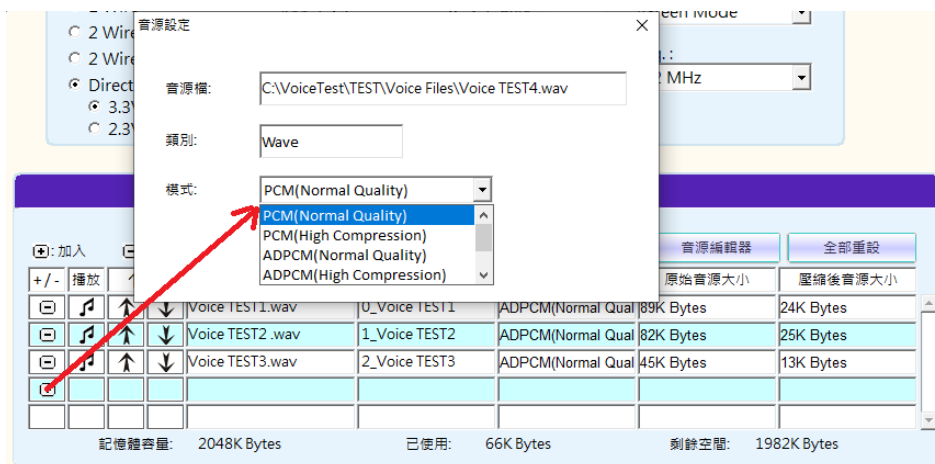 音源設定
2 Wire
2 Wire
Direct
3.3V
2.3V
Screen Mode
MHz
音源檔: C:\VoiceTest\TEST\Voice Files\Voice TEST4.wav
類別: Wave
模式: PCM(Normal Quality)
PCM(Normal Quality)
PCM(High Compression)
ADPCM(Normal Quality)
ADPCM(High Compression)
+: 加入
音源編輯器 全部重設
+/- 播放 原始音源大小 壓縮後音源大小
Voice TEST1.wav 0_Voice TEST1 ADPCM(Normal Qual 89K Bytes 24K Bytes
Voice TEST2 .wav 1_Voice TEST2 ADPCM(Normal Qual 82K Bytes 25K Bytes
Voice TEST3.wav 2_Voice TEST3 ADPCM(Normal Qual 45K Bytes 13K Bytes
記憶體容量: 2048K Bytes 已使用: 66K Bytes 剩餘空間: 1982K Bytes